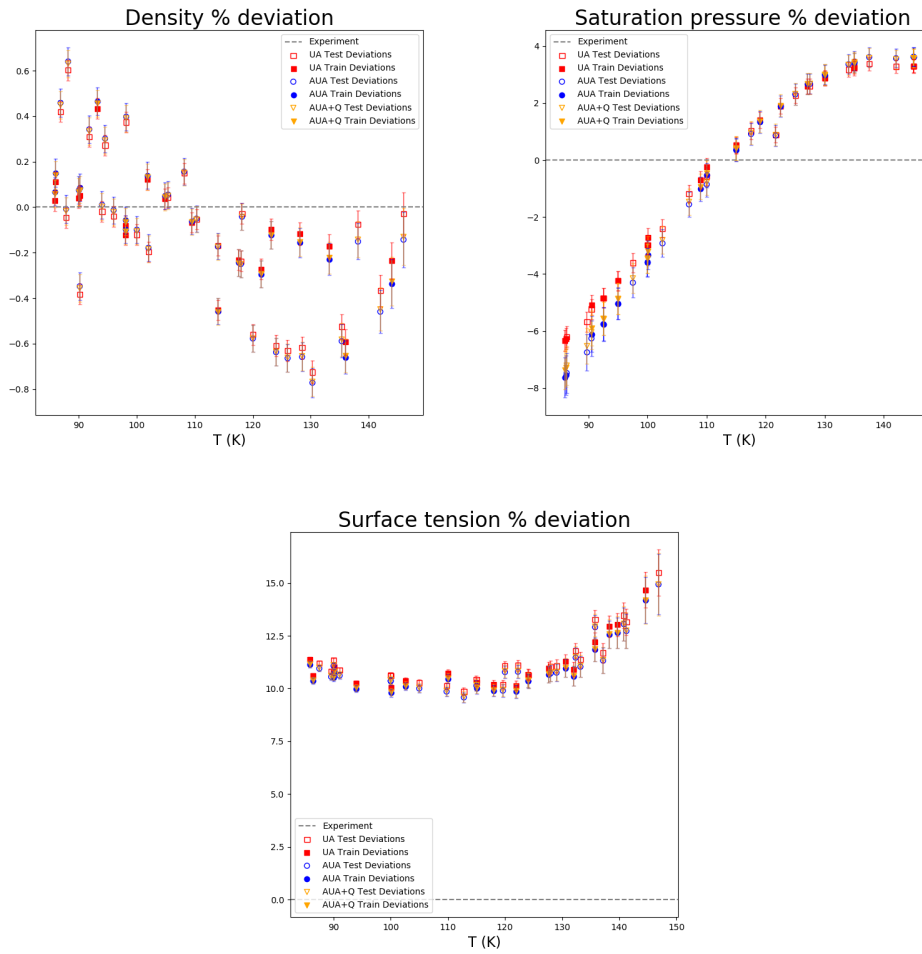 Density % deviation
Experiment
UA Test Deviations
UA Train Deviations
AUA Test Deviations
AUA Train Deviations
AUA+Q Test Deviations
AUA+Q Train Deviations
0.6
0.4
0.2
0.0
−0.2
−0.4
−0.6
−0.8
90 100 110 120 130 140
T (K)
Saturation pressure % deviation
Experiment
UA Test Deviations
UA Train Deviations
AUA Test Deviations
AUA Train Deviations
AUA+Q Test Deviations
AUA+Q Train Deviations
4
2
0
−2
−4
−6
−8
90 100 110 120 130 140
T (K)
Surface tension % deviation
15.0
12.5
10.0
7.5
5.0
2.5
0.0
Experiment
UA Test Deviations
UA Train Deviations
AUA Test Deviations
AUA Train Deviations
AUA+Q Test Deviations
AUA+Q Train Deviations
90 100 110 120 130 140 150
T (K)